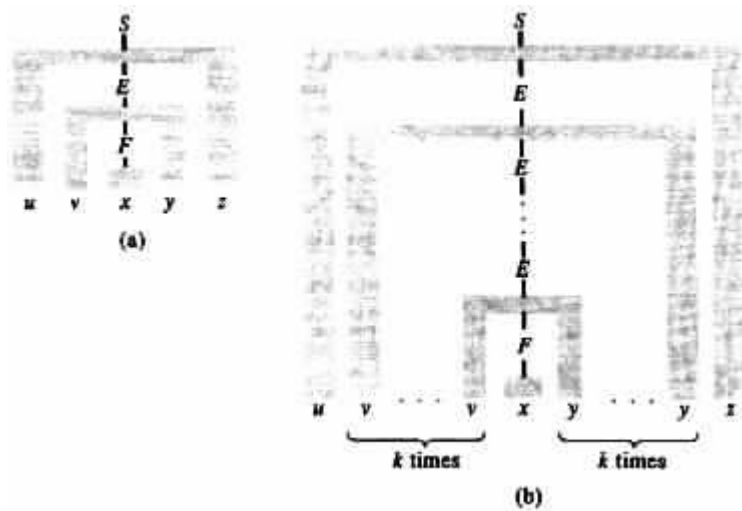 S
E
F
u v x y z
(a)
S
E
E
.
.
.
E
F
u v . . . v x y . . . y z
k times k times
(b)